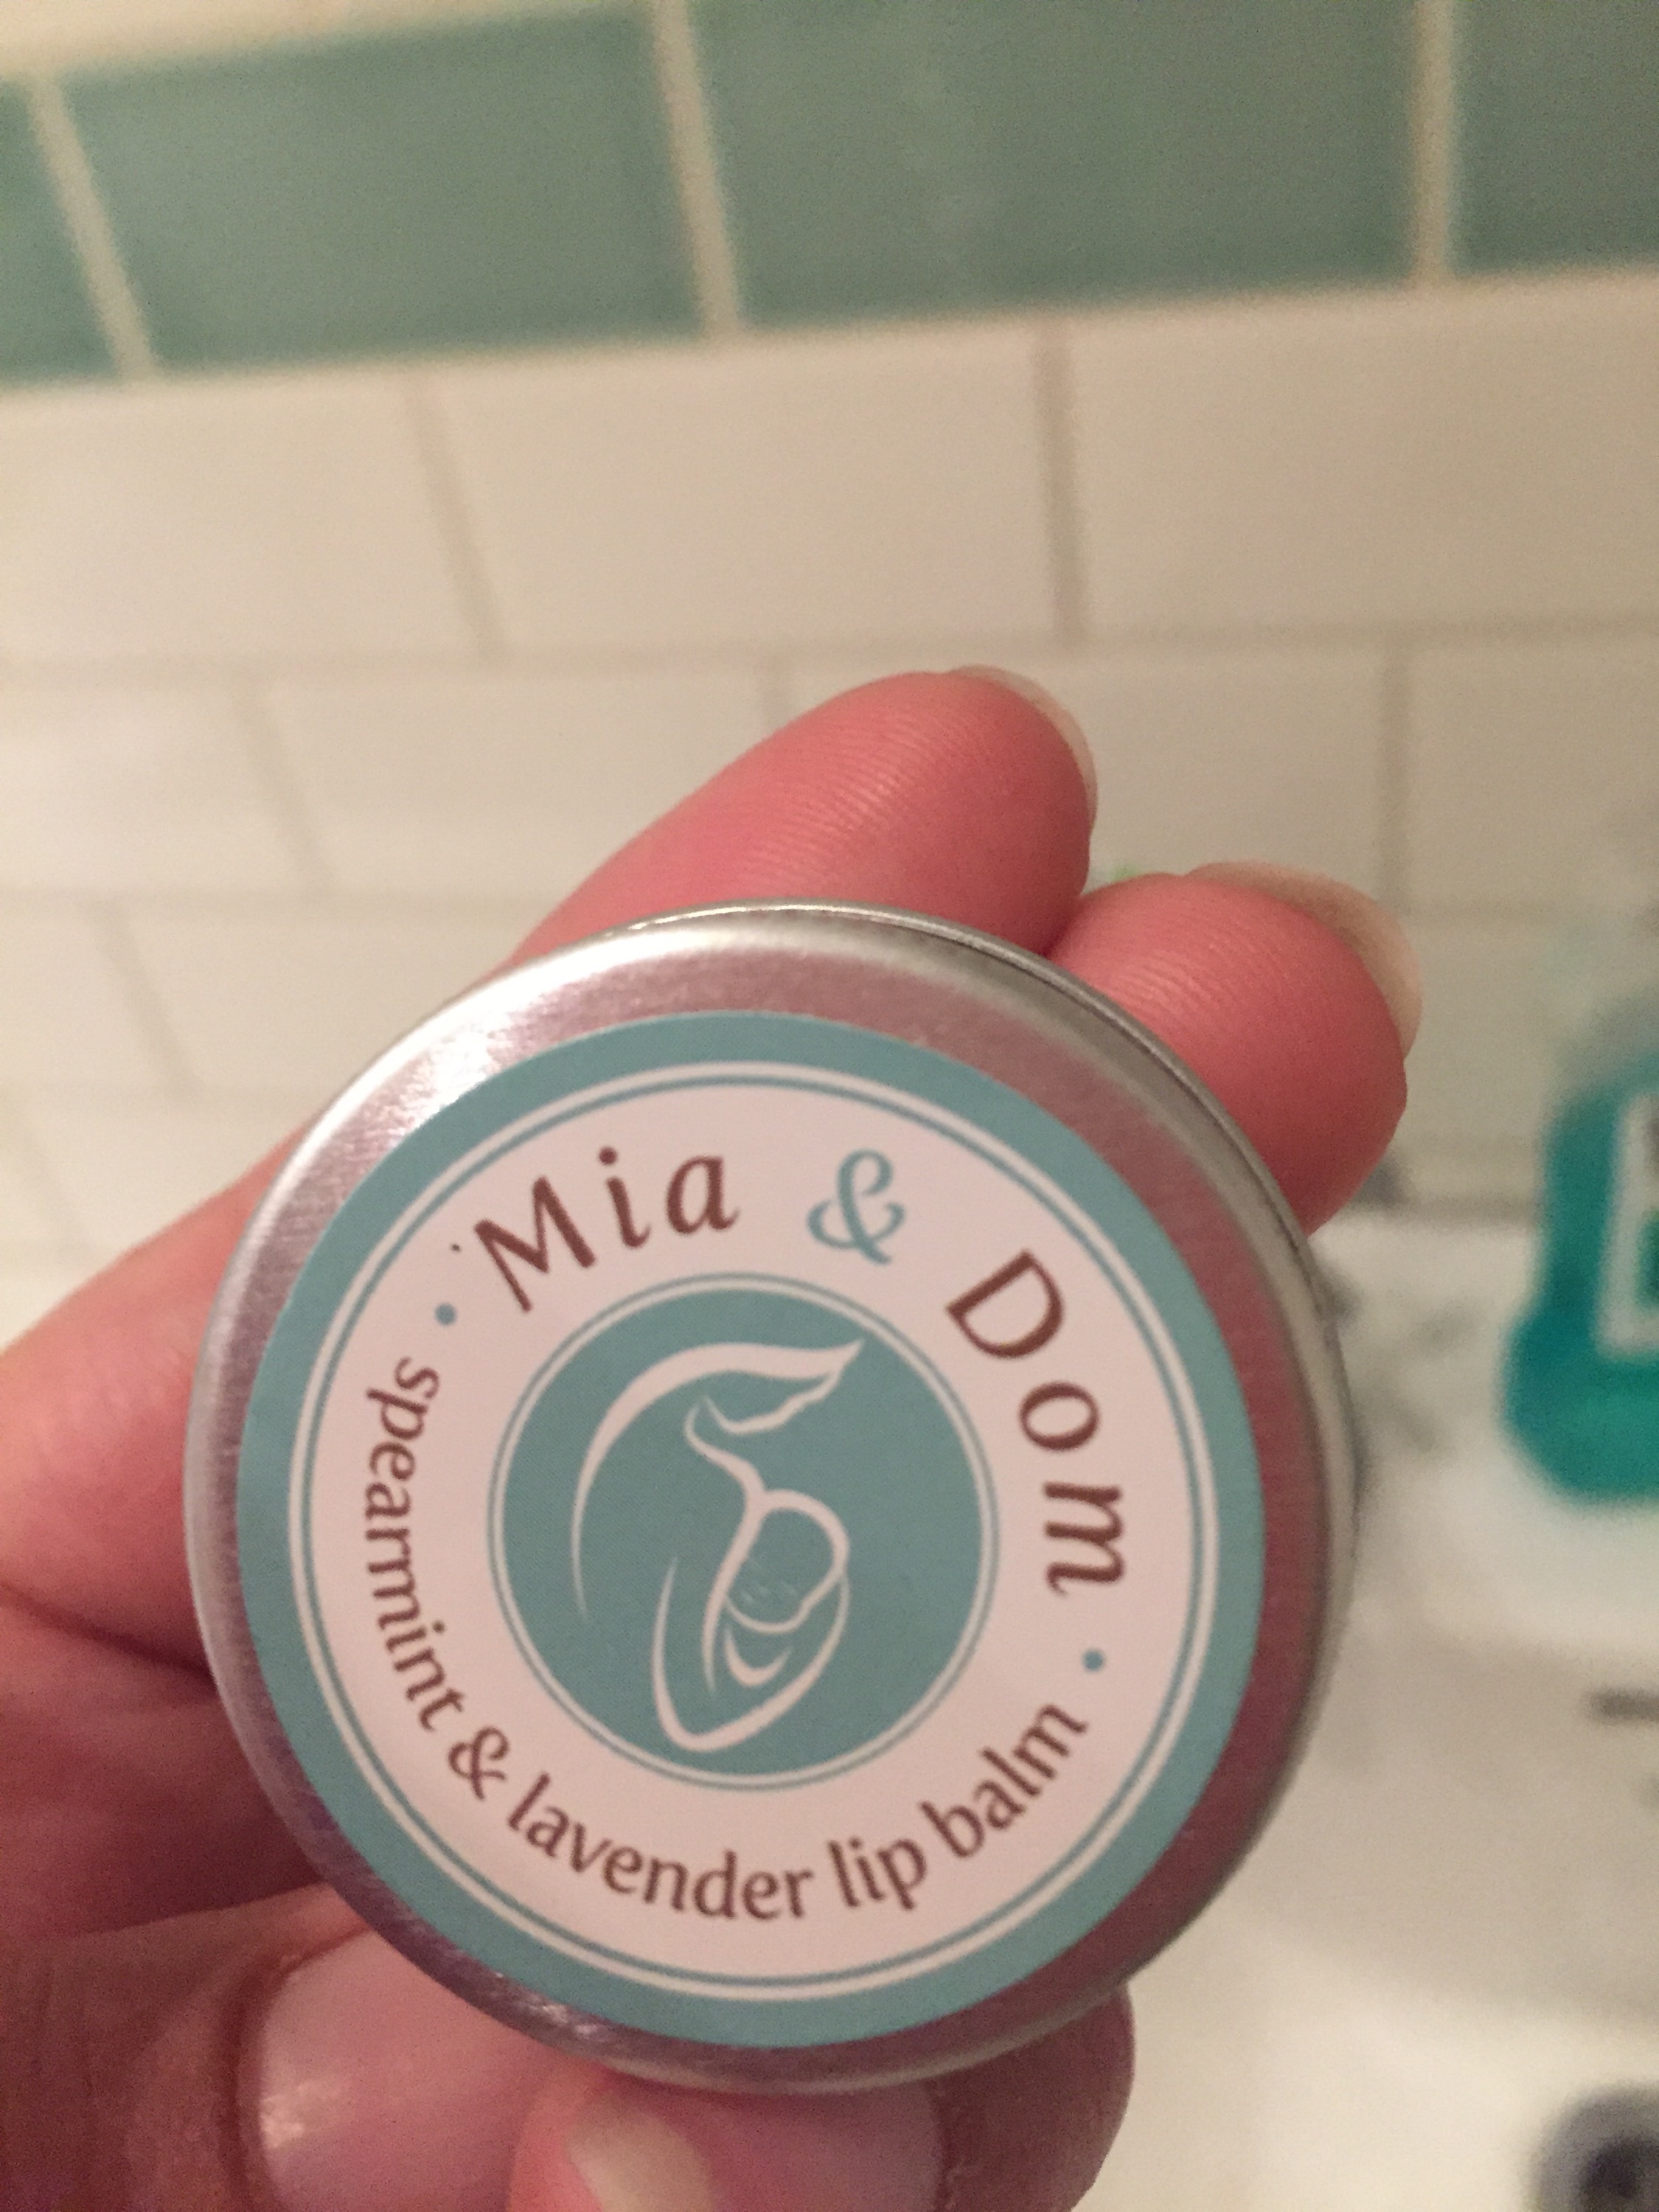 Mia & Dom
• spearmint & lavender lip balm •